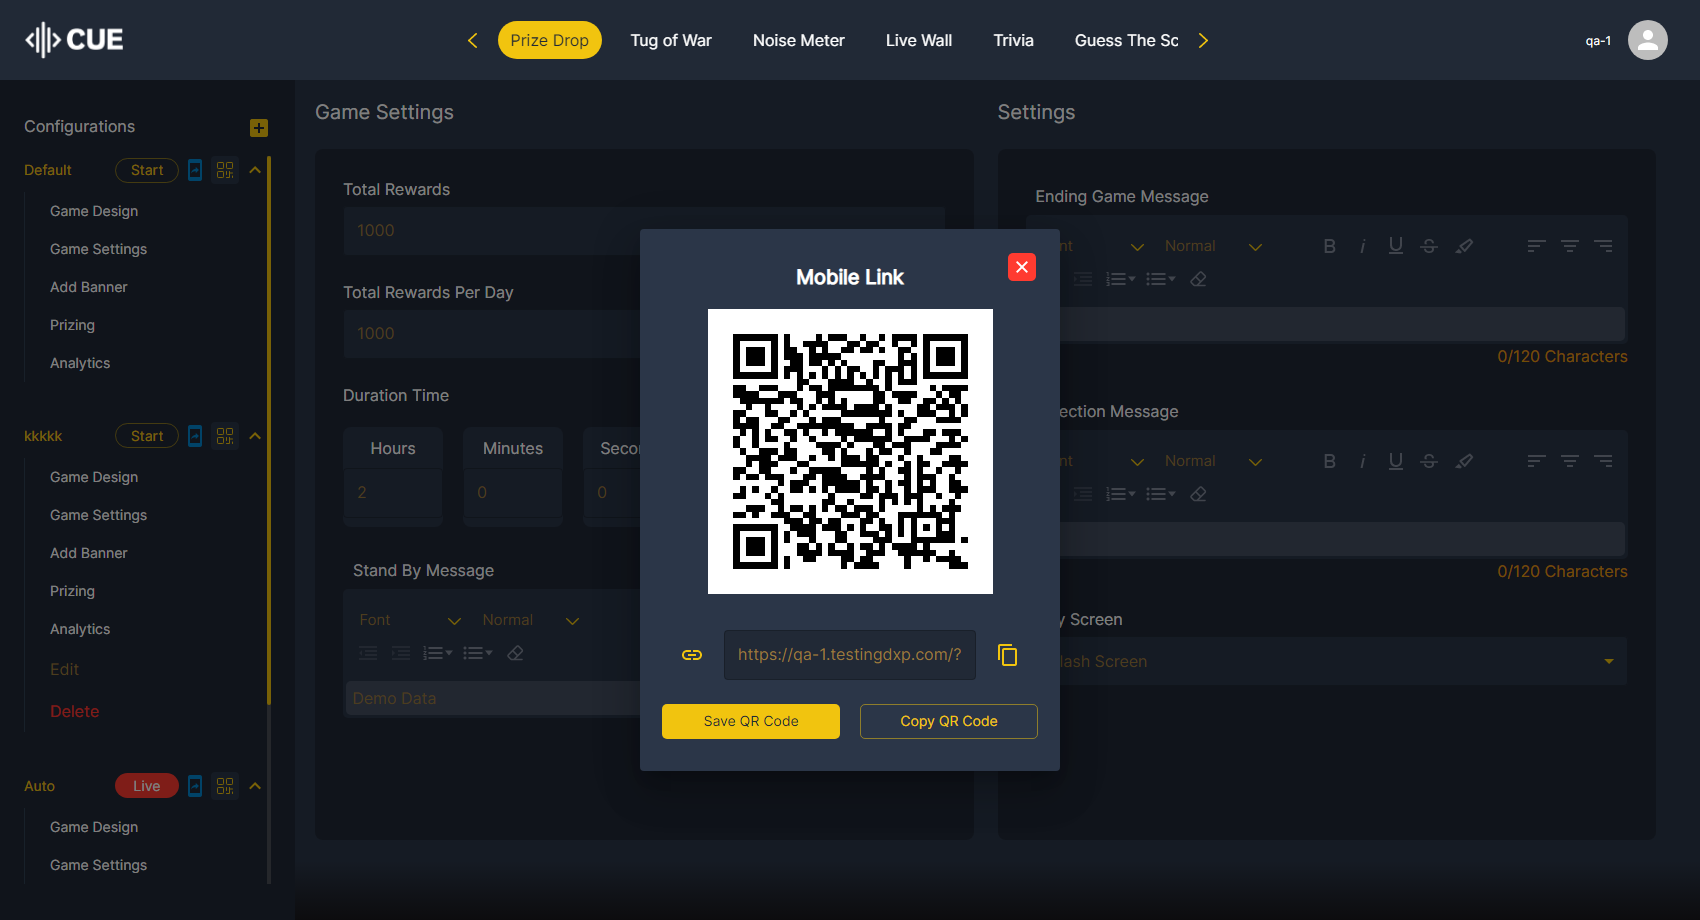 CUE
Prize Drop
Tug of War
Noise Meter
Live Wall
Trivia
Guess The Sc
qa-1
Configurations
Default
Start
Game Design
Game Settings
Add Banner
Prizing
Analytics
kkkkk
Start
Game Design
Game Settings
Add Banner
Prizing
Analytics
Edit
Delete
Auto
Live
Game Design
Game Settings
Game Settings
Total Rewards
1000
Total Rewards Per Day
1000
Duration Time
Hours
Minutes
Secon
2
0
0
Stand By Message
Font
Normal
Demo Data
Mobile Link
https://qa-1.testingdxp.com/?
Save QR Code
Copy QR Code
Settings
Ending Game Message
nt
Normal
0/120 Characters
ection Message
nt
Normal
0/120 Characters
y Screen
lash Screen